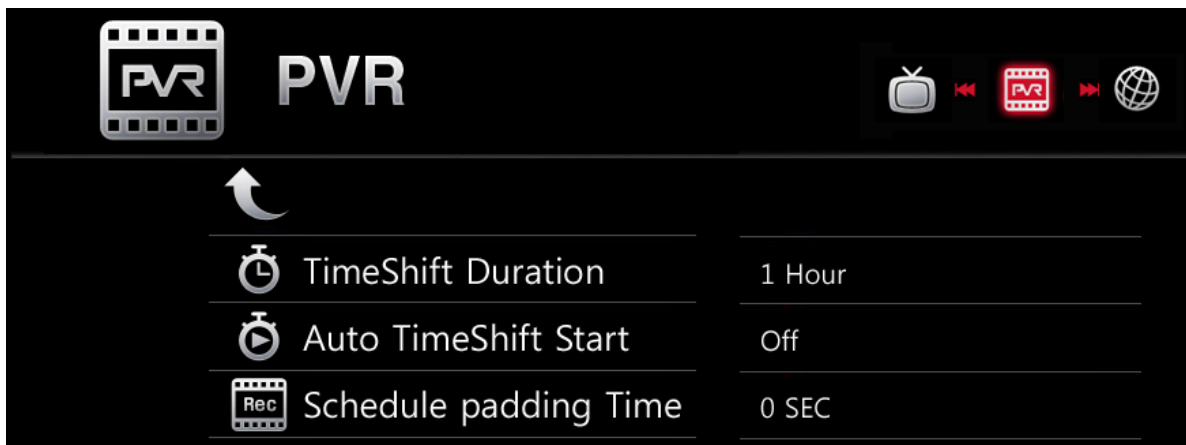 PVR PVR PVR
TimeShift Duration 1 Hour
Auto TimeShift Start Off
Rec Schedule padding Time 0 SEC